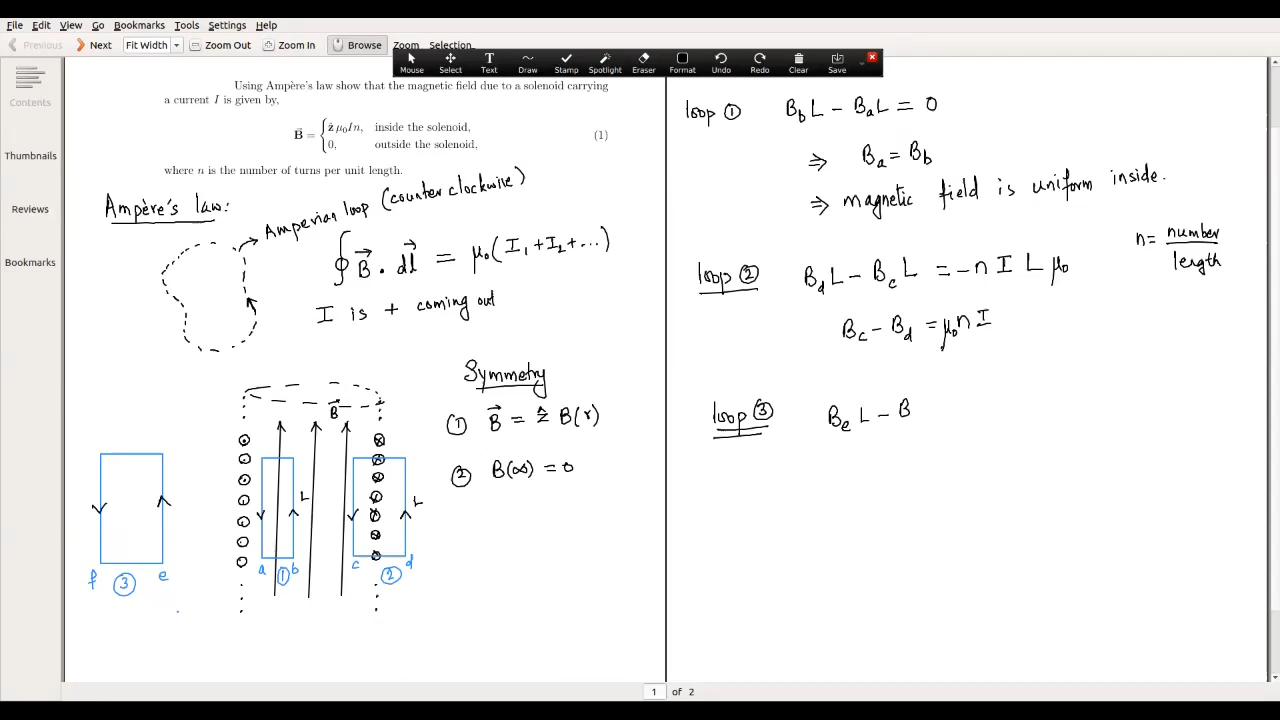 File Edit View Go Bookmarks Tools Settings Help
Previous Next Fit Width Zoom Out Zoom In Browse Zoom Selection
Mouse Select Text Draw Stamp Spotlight Eraser Format Undo Redo Clear Save
Contents
Thumbnails
Reviews
Bookmarks
Using Ampère's law show that the magnetic field due to a solenoid carrying
a current I is given by,
B⃗ = { ẑ μ₀In, inside the solenoid,
0, outside the solenoid, (1)
where n is the number of turns per unit length.
Ampère's law:
Amperian loop (counter clockwise)
∮ B⃗ · dl⃗ = μ₀(I₁+I₂+...)
I is + coming out
Symmetry
① B⃗ = ẑ B(r)
② B(∞) = 0
B⃗
L
L
a
b
c
d
f
e
①
②
③
loop ① B_b L − B_a L = 0
⇒ B_a = B_b
⇒ magnetic field is uniform inside.
n = number
length
loop ② B_d L − B_c L = −n I L μ₀
B_c − B_d = μ₀ n I
loop ③ B_e L − B
1 of 2